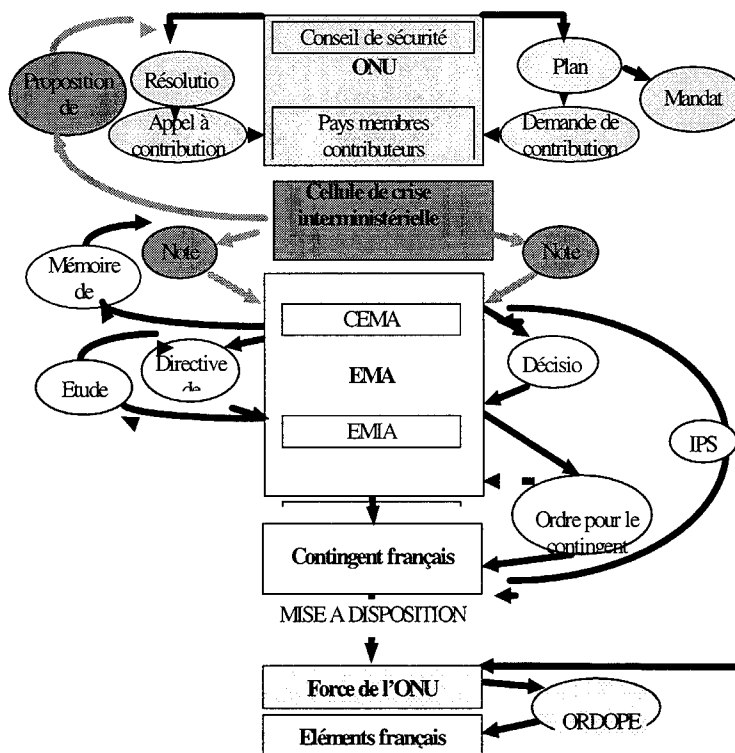 Conseil de sécurité
ONU
Proposition
de
Résolutio
Plan
Mandat
Appel à
contribution
Pays membres
contributeurs
Demande de
contribution
Cellule de crise
interministérielle
Note
Note
Mémoire
de
CEMA
Directive
de
Décisio
EMA
Etude
EMIA
IPS
Ordre pour le
contingent
Contingent français
MISE A DISPOSITION
Force de l'ONU
ORDOPE
Eléments français